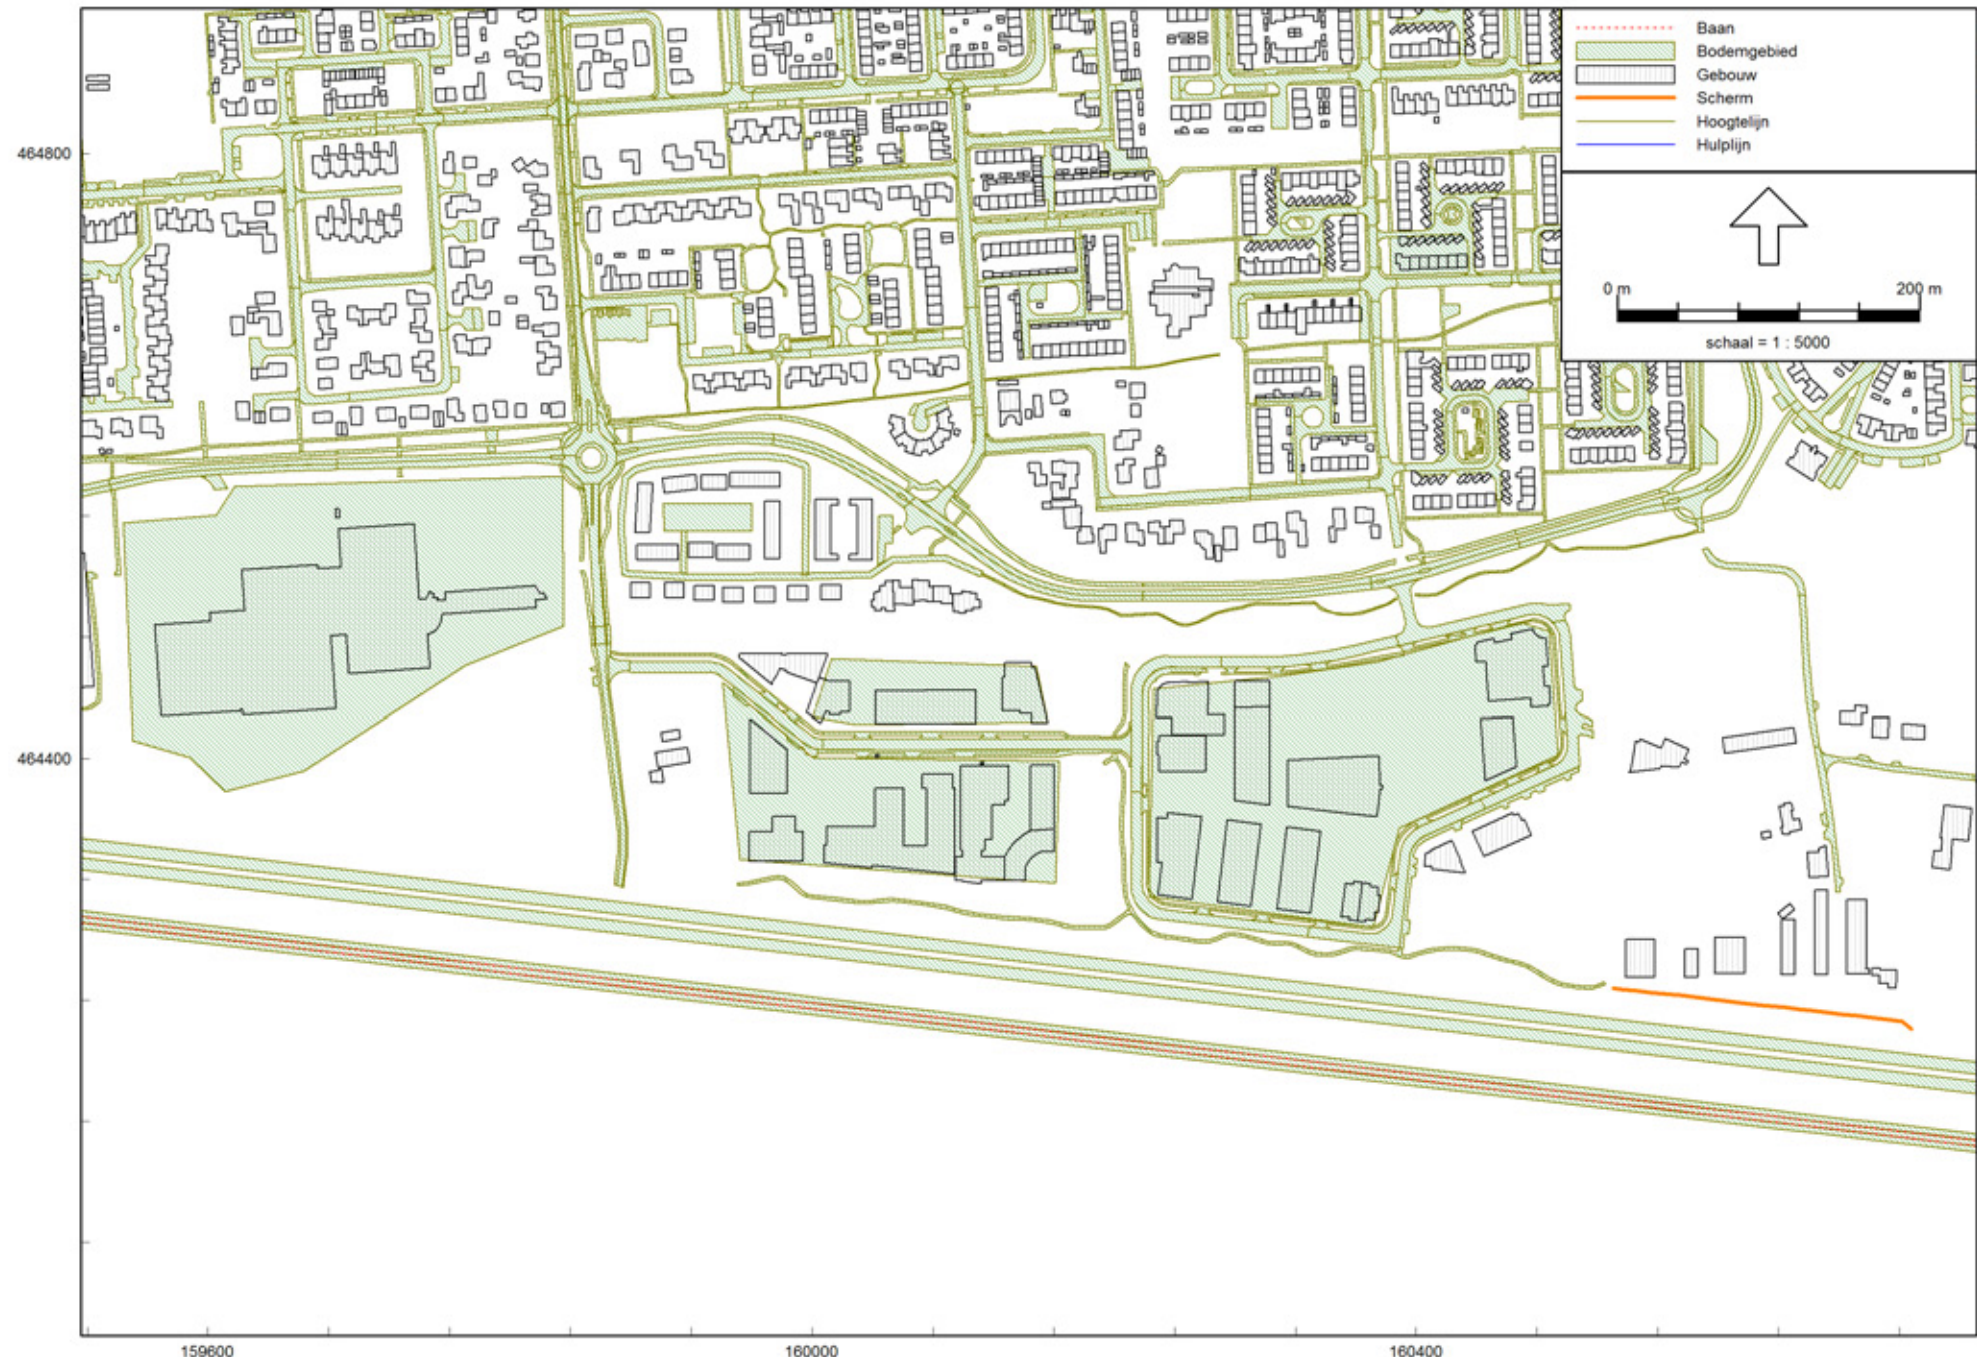 Baan
Bodemgebied
Gebouw
Scherm
Hoogtelijn
Hulplijn
0 m 200 m
schaal = 1 : 5000
464800
464400
159600 160000 160400